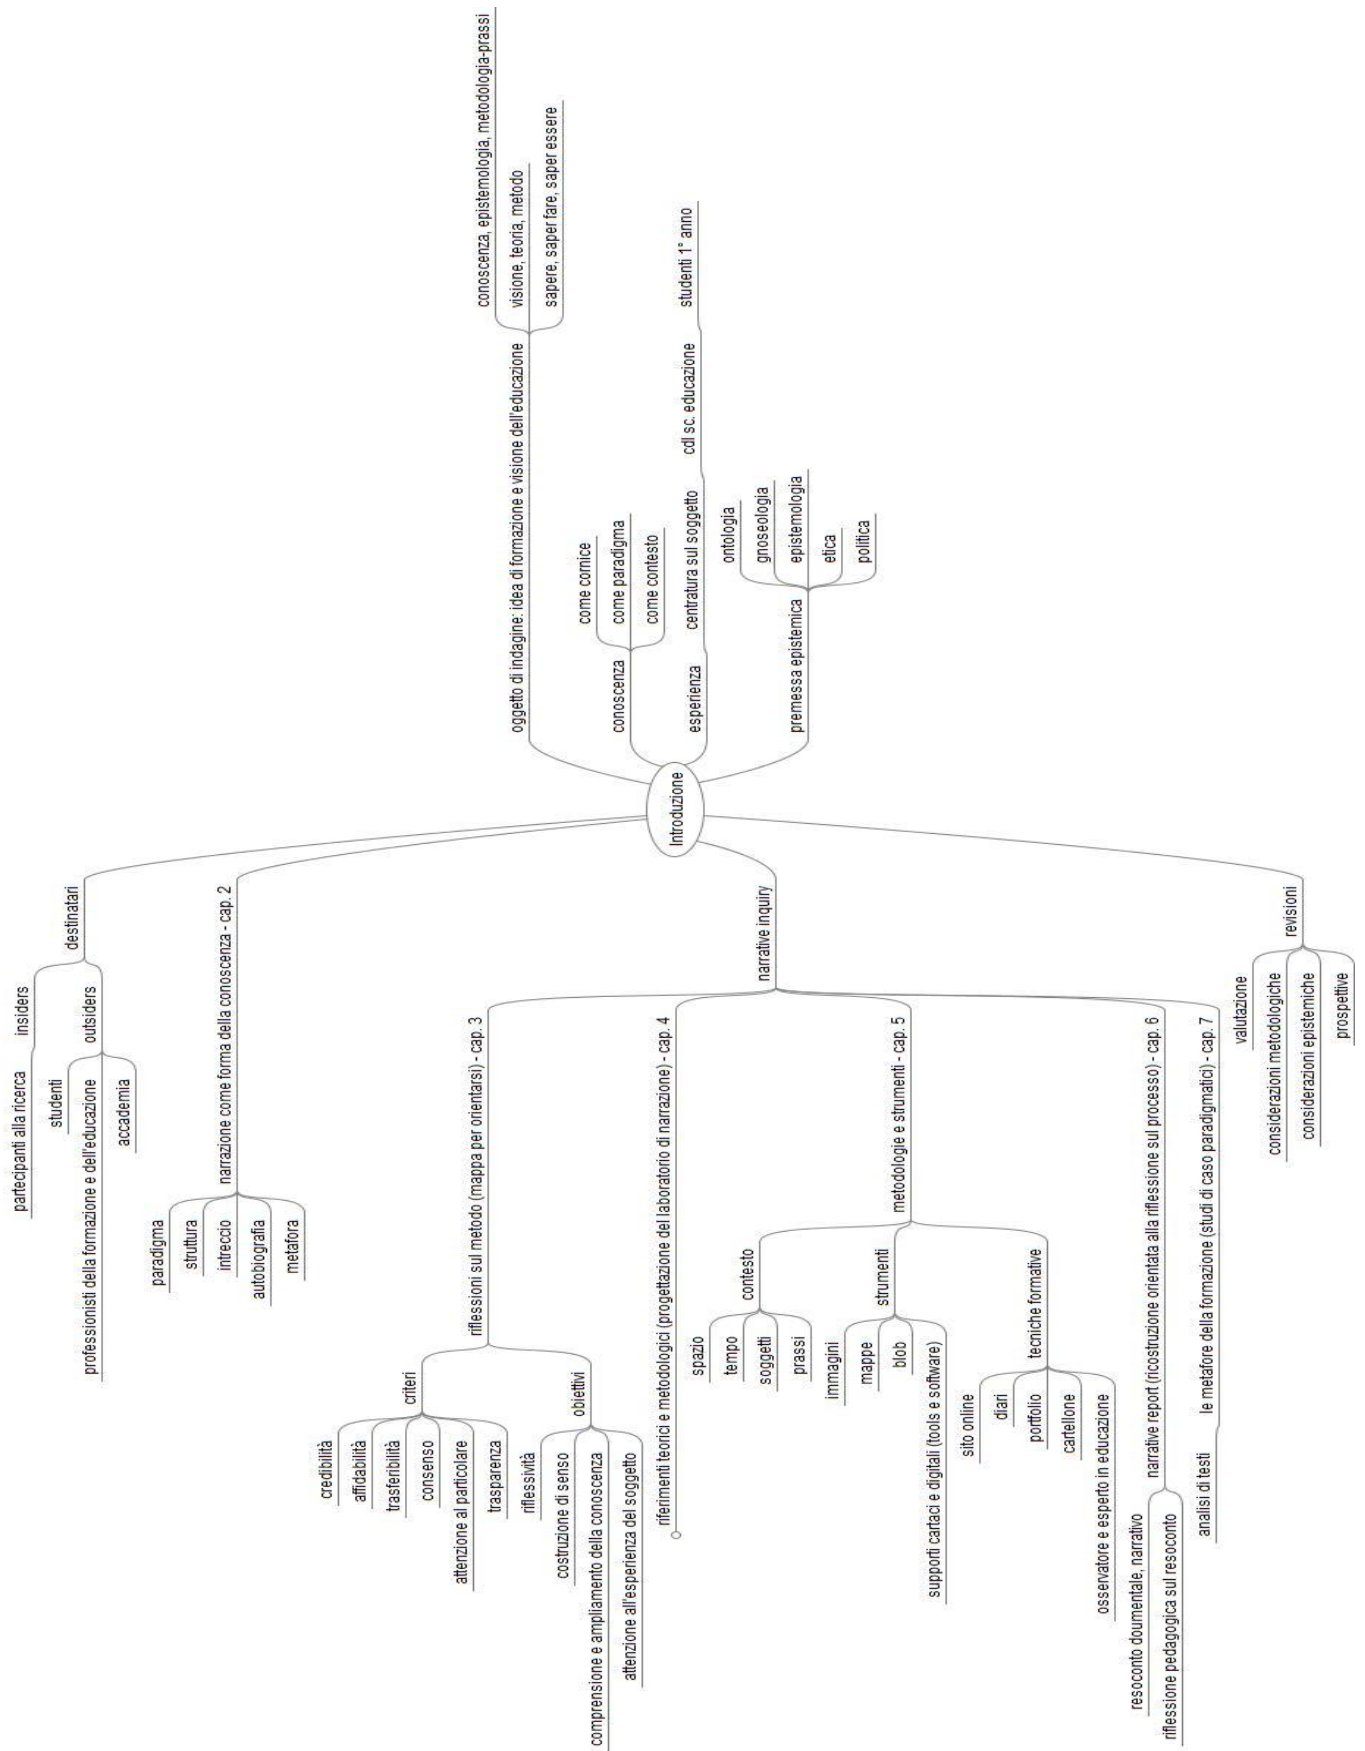 Introduzione
destinatari
insiders
partecipanti alla ricerca
outsiders
studenti
professionisti della formazione e dell'educazione
accademia
narrazione come forma della conoscenza - cap. 2
paradigma
struttura
intreccio
autobiografia
metafora
narrative inquiry
riflessioni sul metodo (mappa per orientarsi) - cap. 3
criteri
credibilità
affidabilità
trasferibilità
consenso
attenzione al particolare
trasparenza
obiettivi
riflessività
costruzione di senso
comprensione e ampliamento della conoscenza
attenzione all'esperienza del soggetto
riferimenti teorici e metodologici (progettazione del laboratorio di narrazione) - cap. 4
metodologie e strumenti - cap. 5
contesto
spazio
tempo
soggetti
prassi
strumenti
immagini
mappe
blob
supporti cartacei e digitali (tools e software)
tecniche formative
sito online
diari
portfolio
cartellone
osservatore e esperto in educazione
narrative report (ricostruzione orientata alla riflessione sul processo) - cap. 6
resoconto doumentale, narrativo
riflessione pedagogica sul resoconto
le metafore della formazione (studi di caso paradigmatici) - cap. 7
analisi di testi
revisioni
valutazione
considerazioni metodologiche
considerazioni epistemiche
prospettive
oggetto di indagine: idea di formazione e visione dell'educazione
conoscenza, epistemologia, metodologia-prassi
visione, teoria, metodo
sapere, saper fare, saper essere
conoscenza
come cornice
come paradigma
come contesto
esperienza
centratura sul soggetto
cdl sc. educazione
studenti 1° anno
premessa epistemica
ontologia
gnoseologia
epistemologia
etica
politica